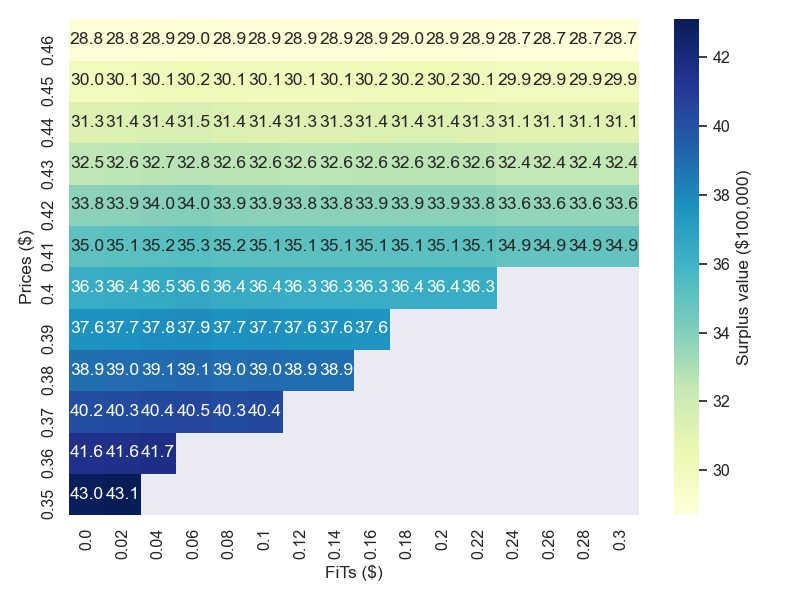 0.46 28.8 28.8 28.9 29.0 28.9 28.9 28.9 28.9 28.9 29.0 28.9 28.9 28.7 28.7 28.7 28.7
0.45 30.0 30.1 30.1 30.2 30.1 30.1 30.1 30.1 30.2 30.2 30.2 30.1 29.9 29.9 29.9 29.9
0.44 31.3 31.4 31.4 31.5 31.4 31.4 31.3 31.4 31.4 31.4 31.4 31.3 31.1 31.1 31.1 31.1
0.43 32.5 32.6 32.7 32.8 32.6 32.6 32.6 32.6 32.6 32.6 32.6 32.6 32.4 32.4 32.4 32.4
0.42 33.8 33.9 34.0 34.0 33.9 33.9 33.8 33.8 33.9 33.9 33.9 33.8 33.6 33.6 33.6 33.6
0.41 35.0 35.1 35.2 35.3 35.2 35.1 35.1 35.1 35.1 35.1 35.1 35.1 34.9 34.9 34.9 34.9
0.4 36.3 36.4 36.5 36.6 36.4 36.4 36.3 36.3 36.3 36.4 36.4 36.3
0.39 37.6 37.7 37.8 37.9 37.7 37.7 37.6 37.6 37.6
0.38 38.9 39.0 39.1 39.1 39.0 39.0 38.9 38.9
0.37 40.2 40.3 40.4 40.5 40.3 40.4
0.36 41.6 41.6 41.7
0.35 43.0 43.1
0.0 0.02 0.04 0.06 0.08 0.1 0.12 0.14 0.16 0.18 0.2 0.22 0.24 0.26 0.28 0.3
FiTs ($)
Prices ($)
42
40
38
36
34
32
30
Surplus value ($100,000)